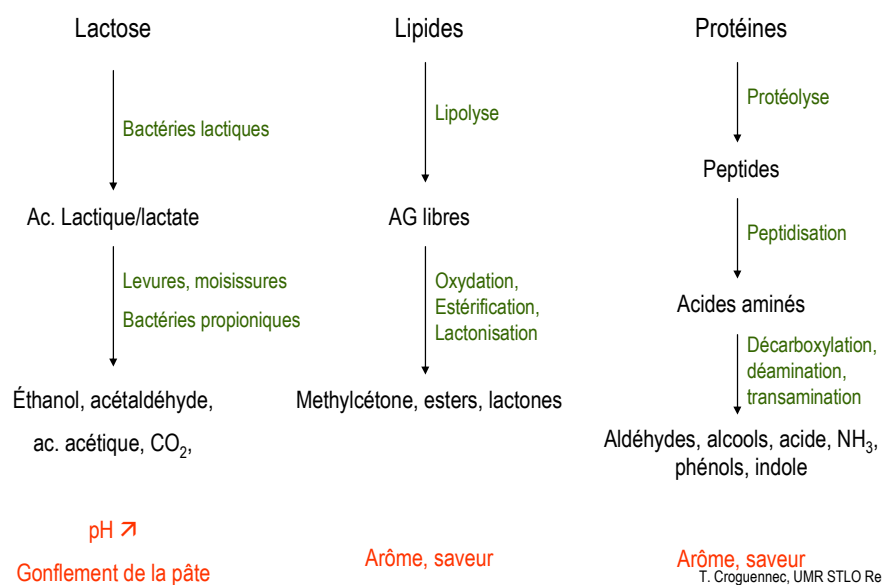 Lactose
Bactéries lactiques
Ac. Lactique/lactate
Levures, moisissures
Bactéries propioniques
Éthanol, acétaldéhyde,
ac. acétique, CO₂,
pH ↗
Gonflement de la pâte
Lipides
Lipolyse
AG libres
Oxydation,
Estérification,
Lactonisation
Methylcétone, esters, lactones
Arôme, saveur
Protéines
Protéolyse
Peptides
Peptidisation
Acides aminés
Décarboxylation,
déamination,
transamination
Aldéhydes, alcools, acide, NH₃,
phénols, indole
Arôme, saveur
T. Croguennec, UMR STLO Re